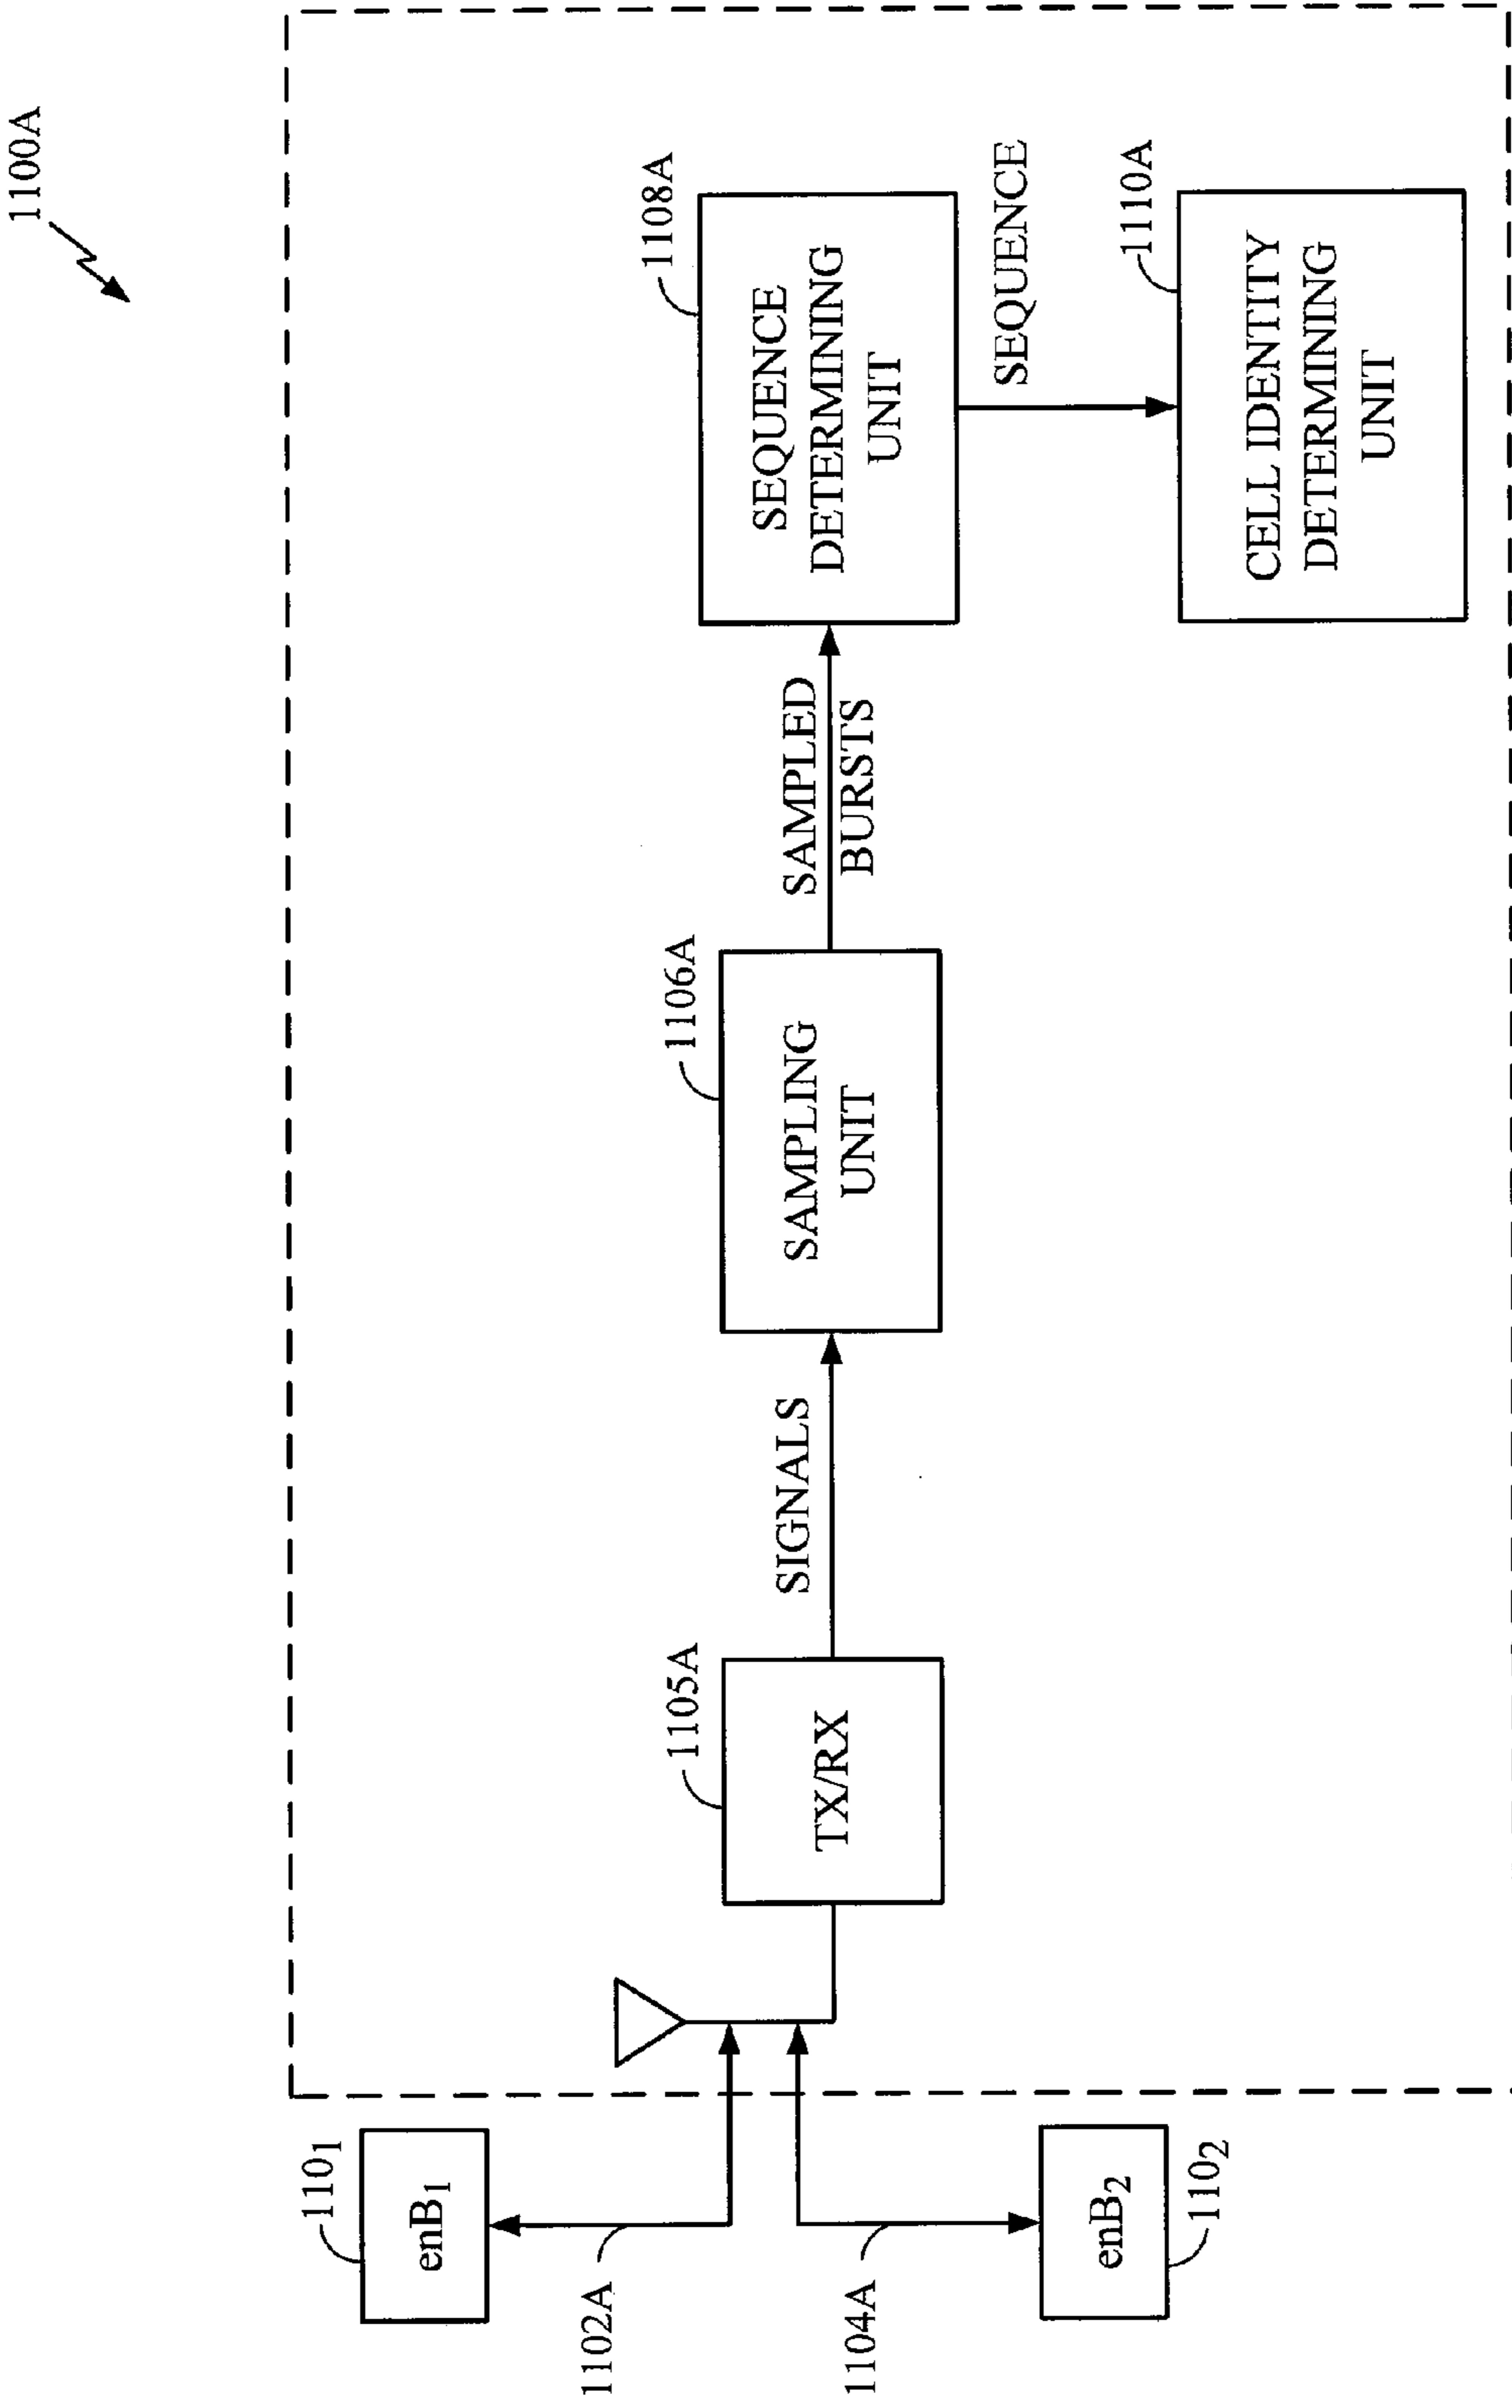 1100A
110₁
enB₁
1102A
1104A
enB₂
110₂
1105A
TX/RX
SIGNALS
1106A
SAMPLING
UNIT
SAMPLED
BURSTS
1108A
SEQUENCE
DETERMINING
UNIT
SEQUENCE
1110A
CELL IDENTITY
DETERMINING
UNIT